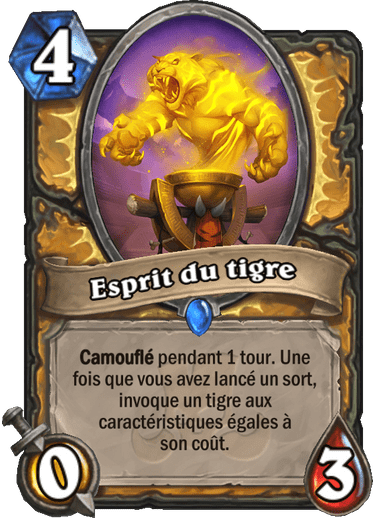 4
Esprit du tigre
Camouflé pendant 1 tour. Une
fois que vous avez lancé un sort,
invoque un tigre aux
caractéristiques égales à
son coût.
0
3